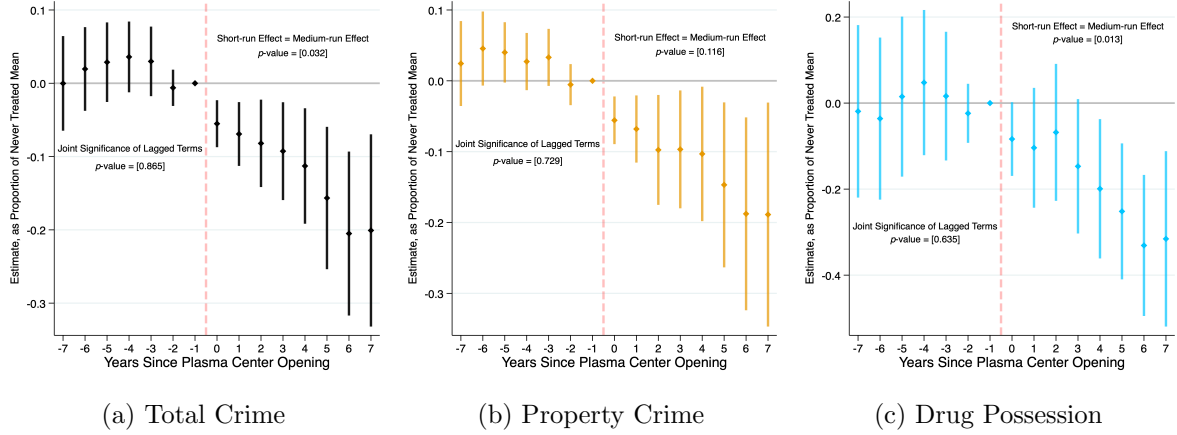 Estimate, as Proportion of Never Treated Mean
0.1
0.0
-0.1
-0.2
-0.3
Short-run Effect = Medium-run Effect
p-value = [0.032]
Joint Significance of Lagged Terms
p-value = [0.865]
-7 -6 -5 -4 -3 -2 -1 0 1 2 3 4 5 6 7
Years Since Plasma Center Opening
(a) Total Crime
Estimate, as Proportion of Never Treated Mean
0.1
0.0
-0.1
-0.2
-0.3
Short-run Effect = Medium-run Effect
p-value = [0.116]
Joint Significance of Lagged Terms
p-value = [0.729]
-7 -6 -5 -4 -3 -2 -1 0 1 2 3 4 5 6 7
Years Since Plasma Center Opening
(b) Property Crime
Estimate, as Proportion of Never Treated Mean
0.2
0.0
-0.2
-0.4
Short-run Effect = Medium-run Effect
p-value = [0.013]
Joint Significance of Lagged Terms
p-value = [0.635]
-7 -6 -5 -4 -3 -2 -1 0 1 2 3 4 5 6 7
Years Since Plasma Center Opening
(c) Drug Possession